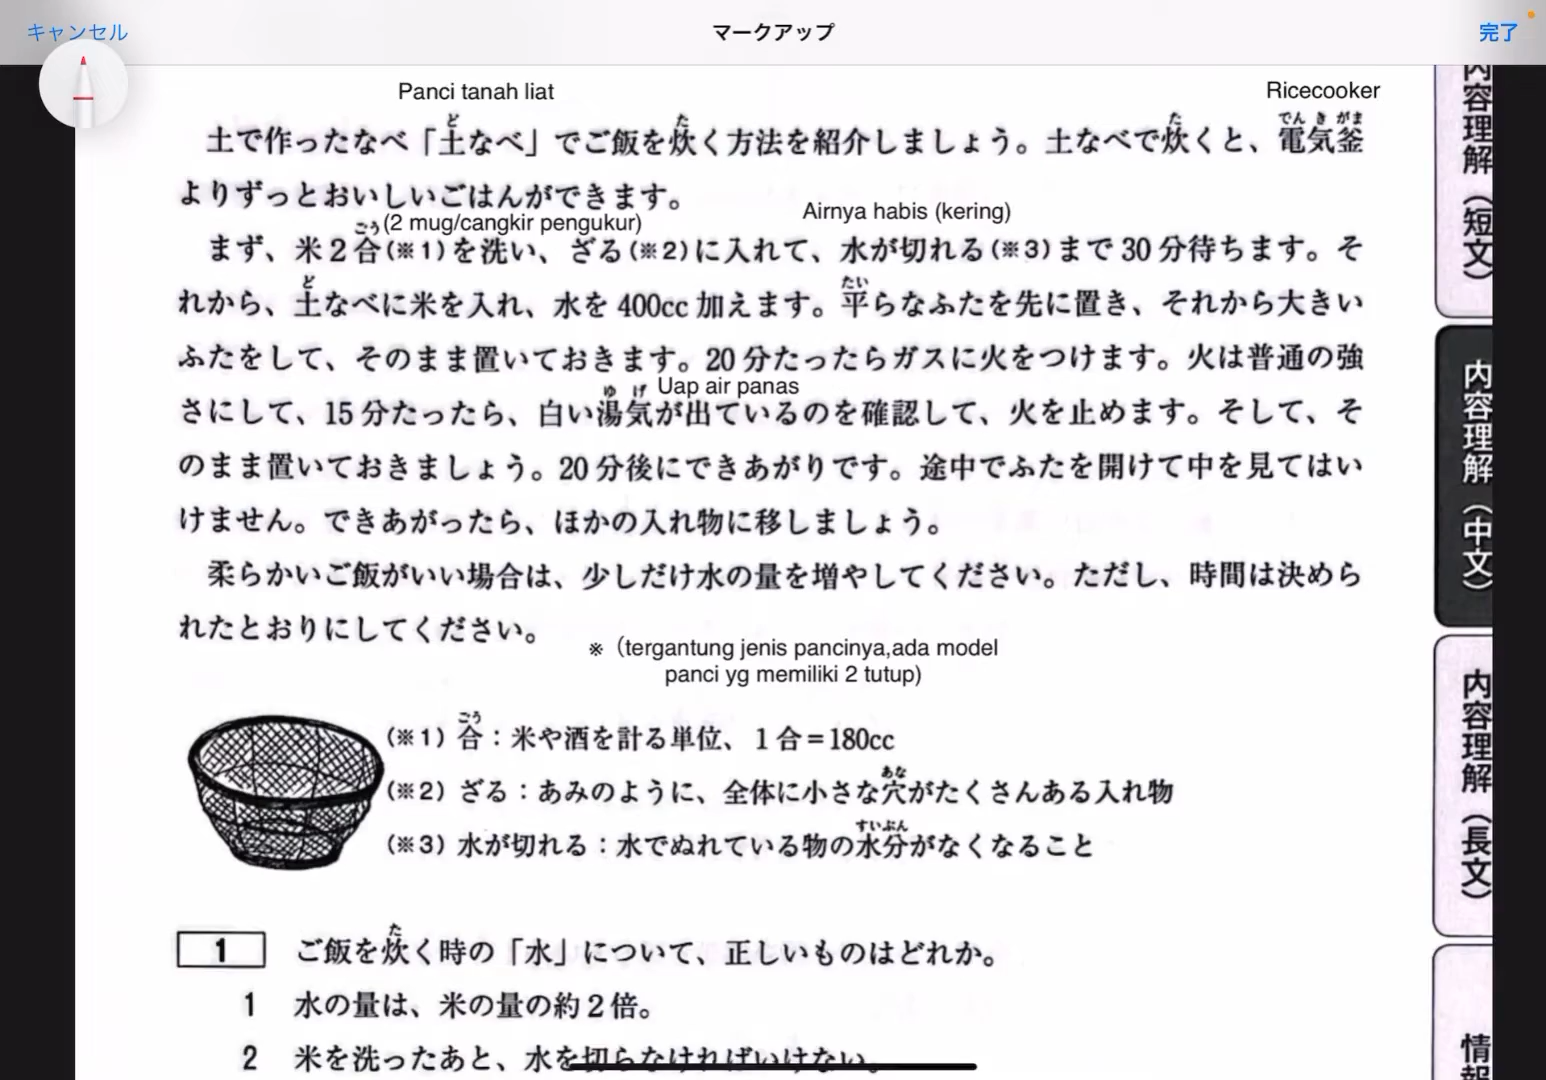 キャンセル
マークアップ
完了
Panci tanah liat
Ricecooker
土で作ったなべ「土なべ」でご飯を炊く方法を紹介しましょう。土なべで炊くと、電気釜
よりずっとおいしいごはんができます。
(2 mug/cangkir pengukur)
Airnya habis (kering)
まず、米2合(※1)を洗い、ざる(※2)に入れて、水が切れる(※3)まで30分待ちます。そ
れから、土なべに米を入れ、水を400cc加えます。平らなふたを先に置き、それから大きい
ふたをして、そのまま置いておきます。20分たったらガスに火をつけます。火は普通の強
Uap air panas
さにして、15分たったら、白い湯気が出ているのを確認して、火を止めます。そして、そ
のまま置いておきましょう。20分後にできあがりです。途中でふたを開けて中を見てはい
けません。できあがったら、ほかの入れ物に移しましょう。
柔らかいご飯がいい場合は、少しだけ水の量を増やしてください。ただし、時間は決めら
れたとおりにしてください。
※（tergantung jenis pancinya,ada model
panci yg memiliki 2 tutup)
(※1) 合：米や酒を計る単位、1合＝180cc
(※2) ざる：あみのように、全体に小さな穴がたくさんある入れ物
(※3) 水が切れる：水でぬれている物の水分がなくなること
1 ご飯を炊く時の「水」について、正しいものはどれか。
1 水の量は、米の量の約2倍。
2 米を洗ったあと、水を切らなければいけない。
内容理解（短文）
内容理解（中文）
内容理解（長文）
情報